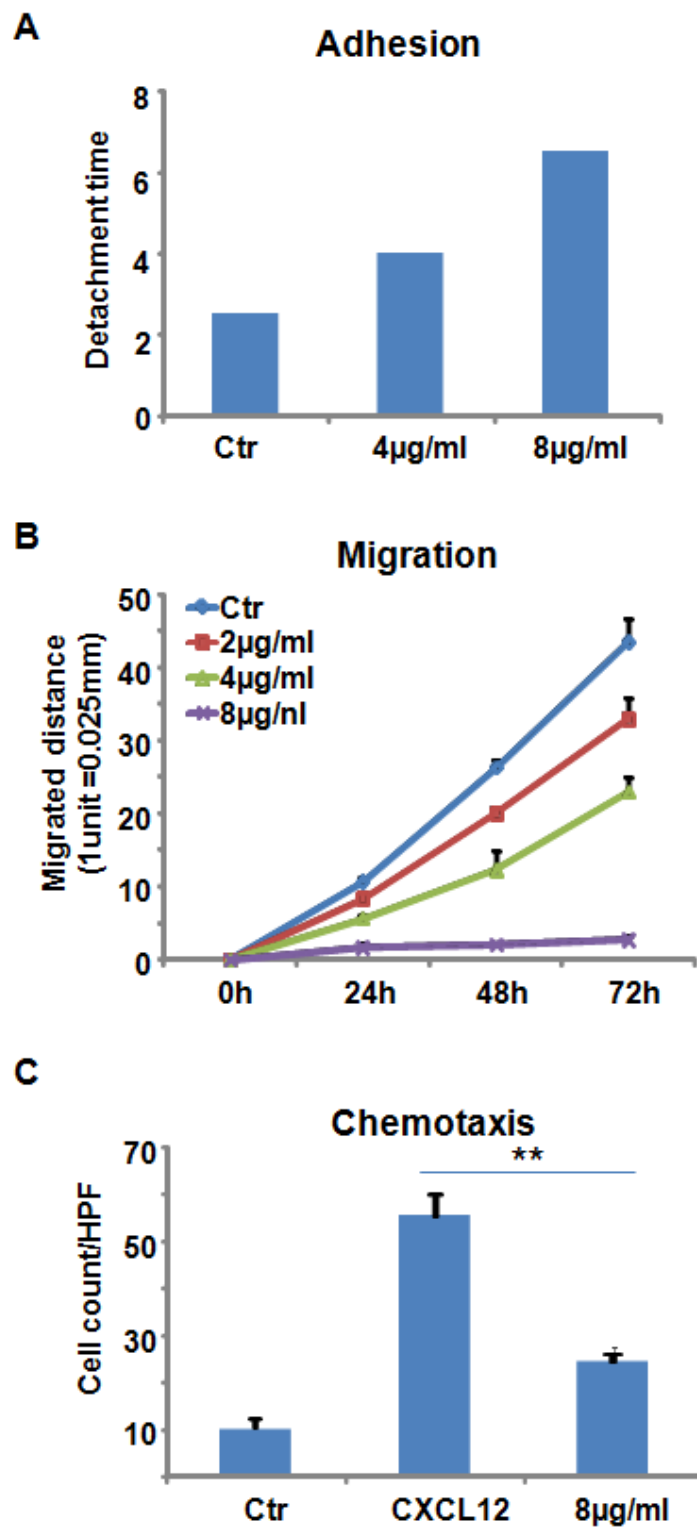 A
Adhesion
Detachment time
8
6
4
2
0
Ctr
4µg/ml
8µg/ml
B
Migration
Migrated distance
(1unit =0.025mm)
50
40
30
20
10
0
Ctr
2µg/ml
4µg/ml
8µg/nl
0h
24h
48h
72h
C
Chemotaxis
Cell count/HPF
70
50
30
10
**
Ctr
CXCL12
8µg/ml